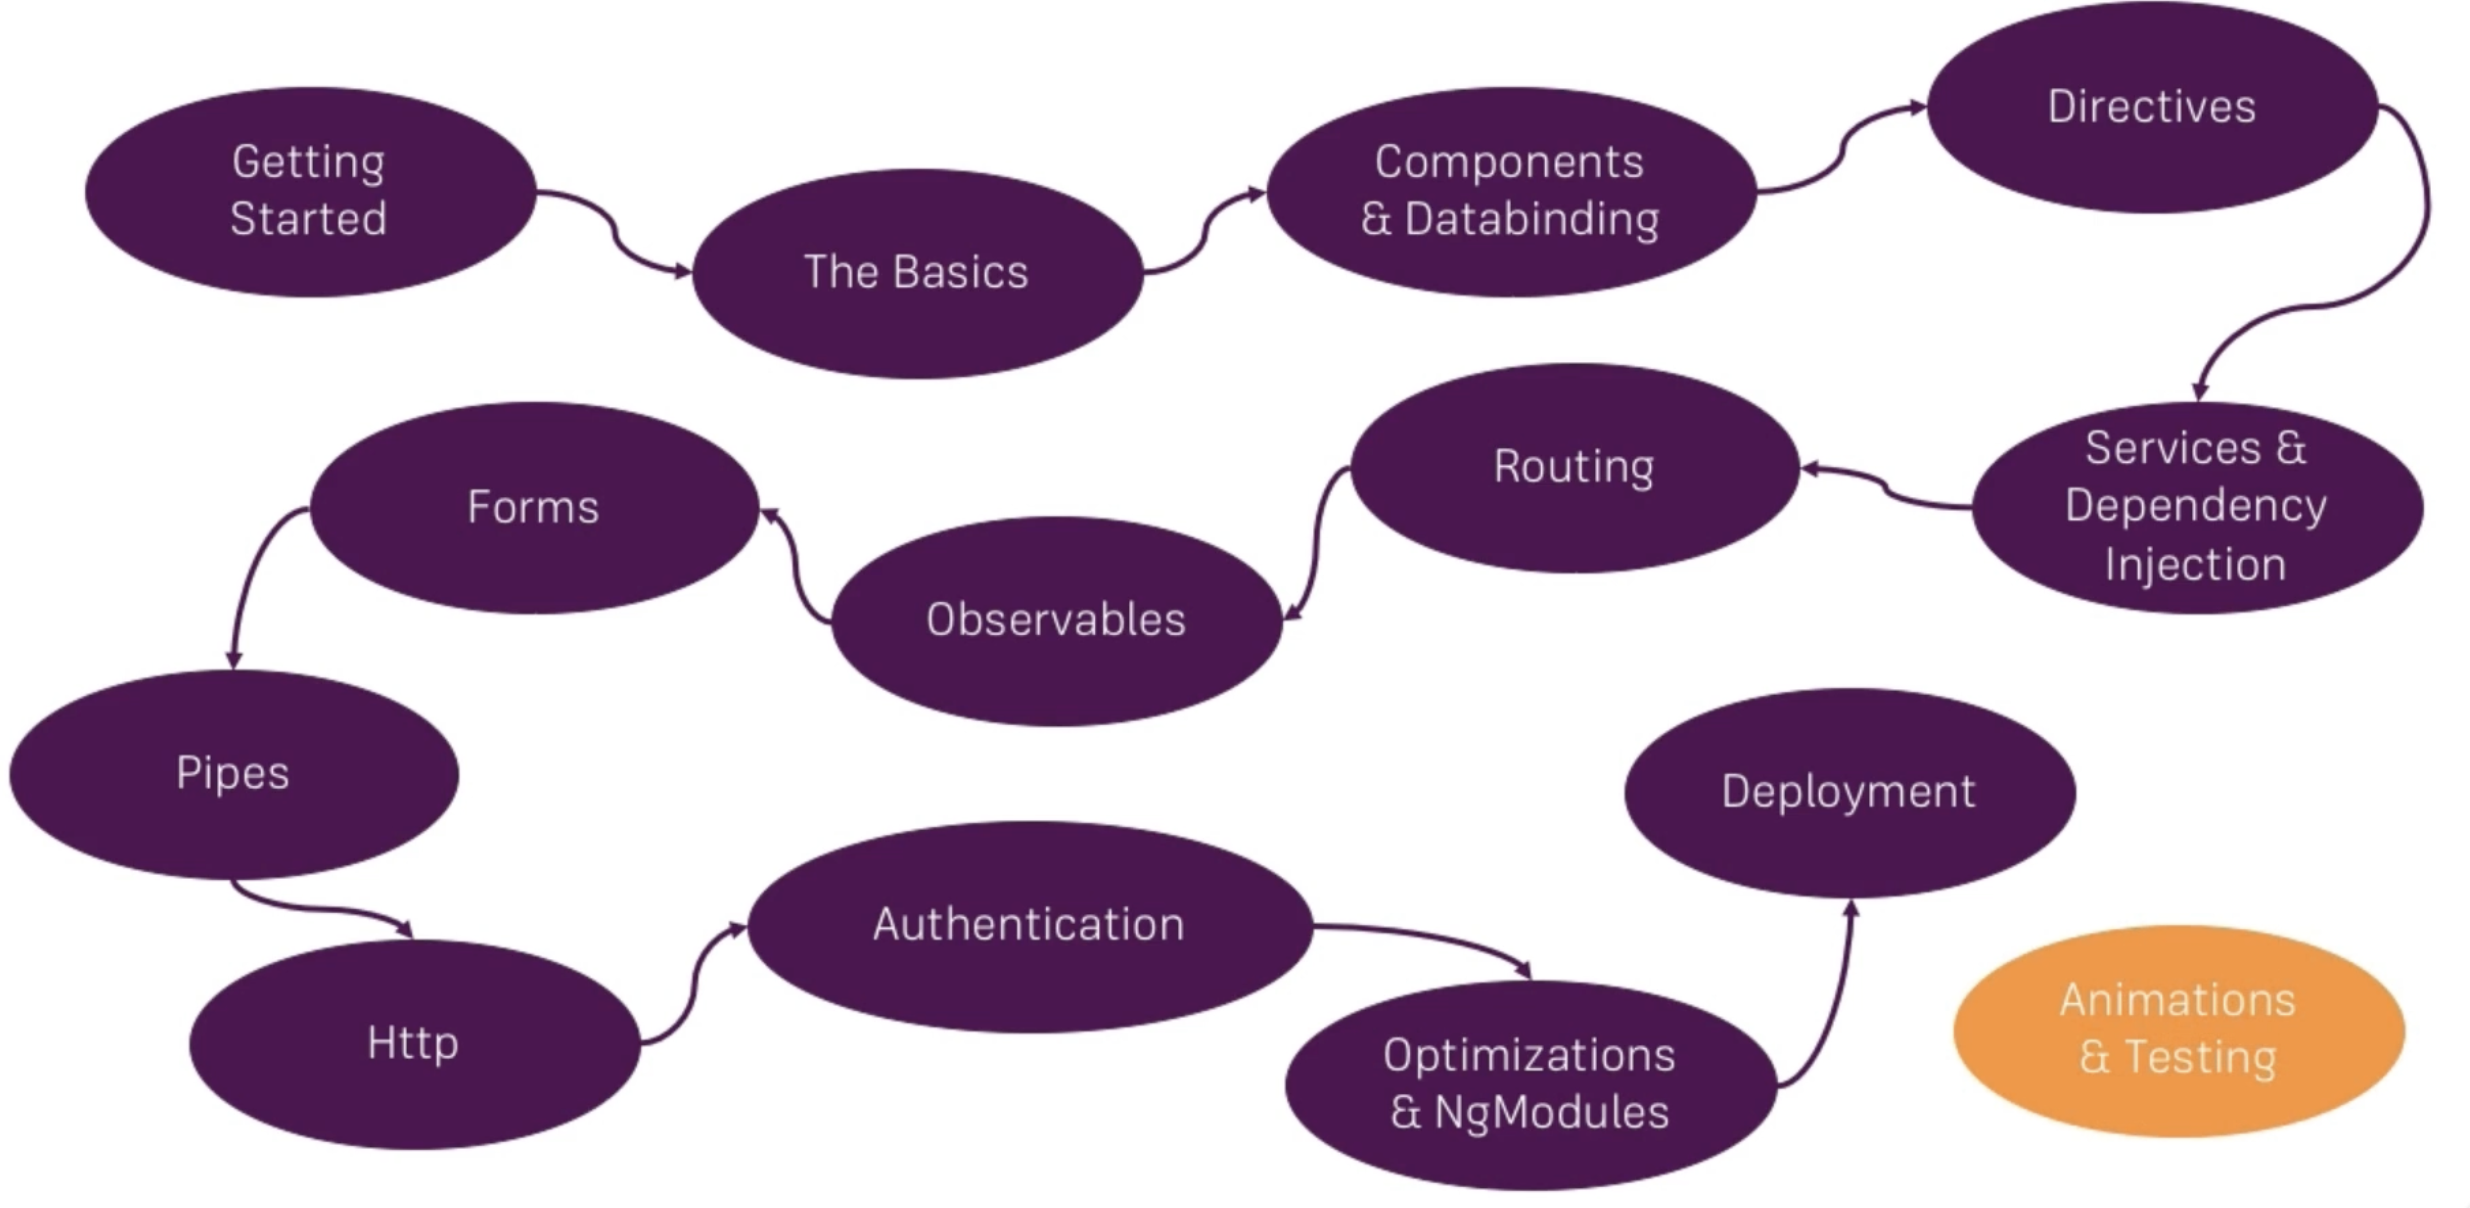 Getting
Started
The Basics
Components
& Databinding
Directives
Services &
Dependency
Injection
Routing
Observables
Forms
Pipes
Http
Authentication
Optimizations
& NgModules
Deployment
Animations
& Testing